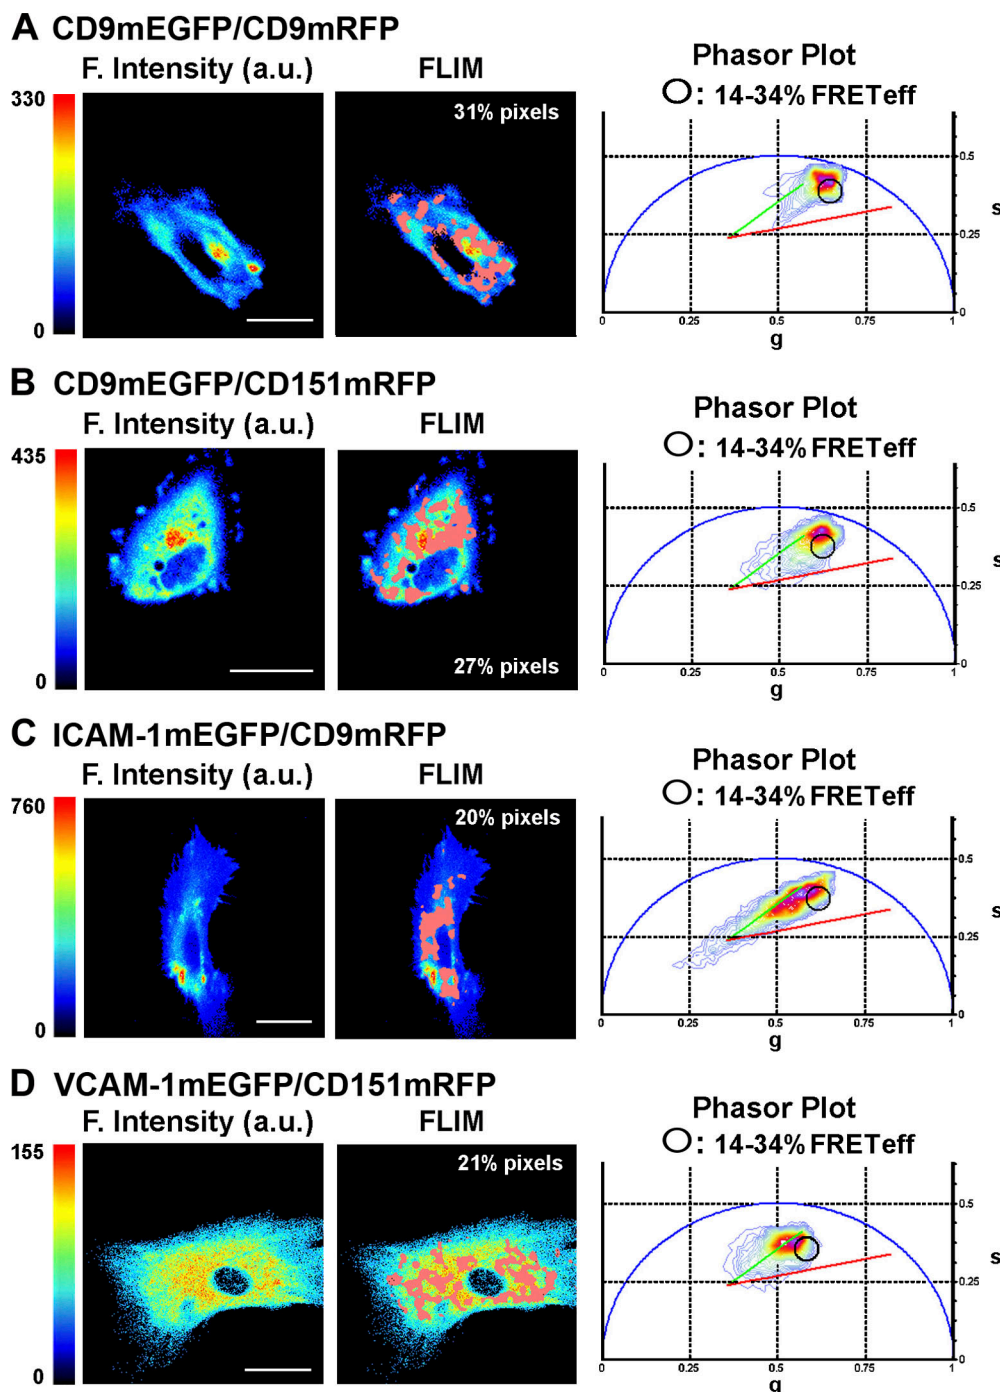 A CD9mEGFP/CD9mRFP
F. Intensity (a.u.)
FLIM
Phasor Plot
: 14-34% FRETeff
330
0
31% pixels
0.5
s
0.25
0
0 0.25 0.5 0.75 1
g
B CD9mEGFP/CD151mRFP
F. Intensity (a.u.)
FLIM
Phasor Plot
: 14-34% FRETeff
435
0
27% pixels
0.5
s
0.25
0
0 0.25 0.5 0.75 1
g
C ICAM-1mEGFP/CD9mRFP
F. Intensity (a.u.)
FLIM
Phasor Plot
: 14-34% FRETeff
760
0
20% pixels
0.5
s
0.25
0
0 0.25 0.5 0.75 1
g
D VCAM-1mEGFP/CD151mRFP
F. Intensity (a.u.)
FLIM
Phasor Plot
: 14-34% FRETeff
155
0
21% pixels
0.5
s
0.25
0
0 0.25 0.5 0.75 1
g